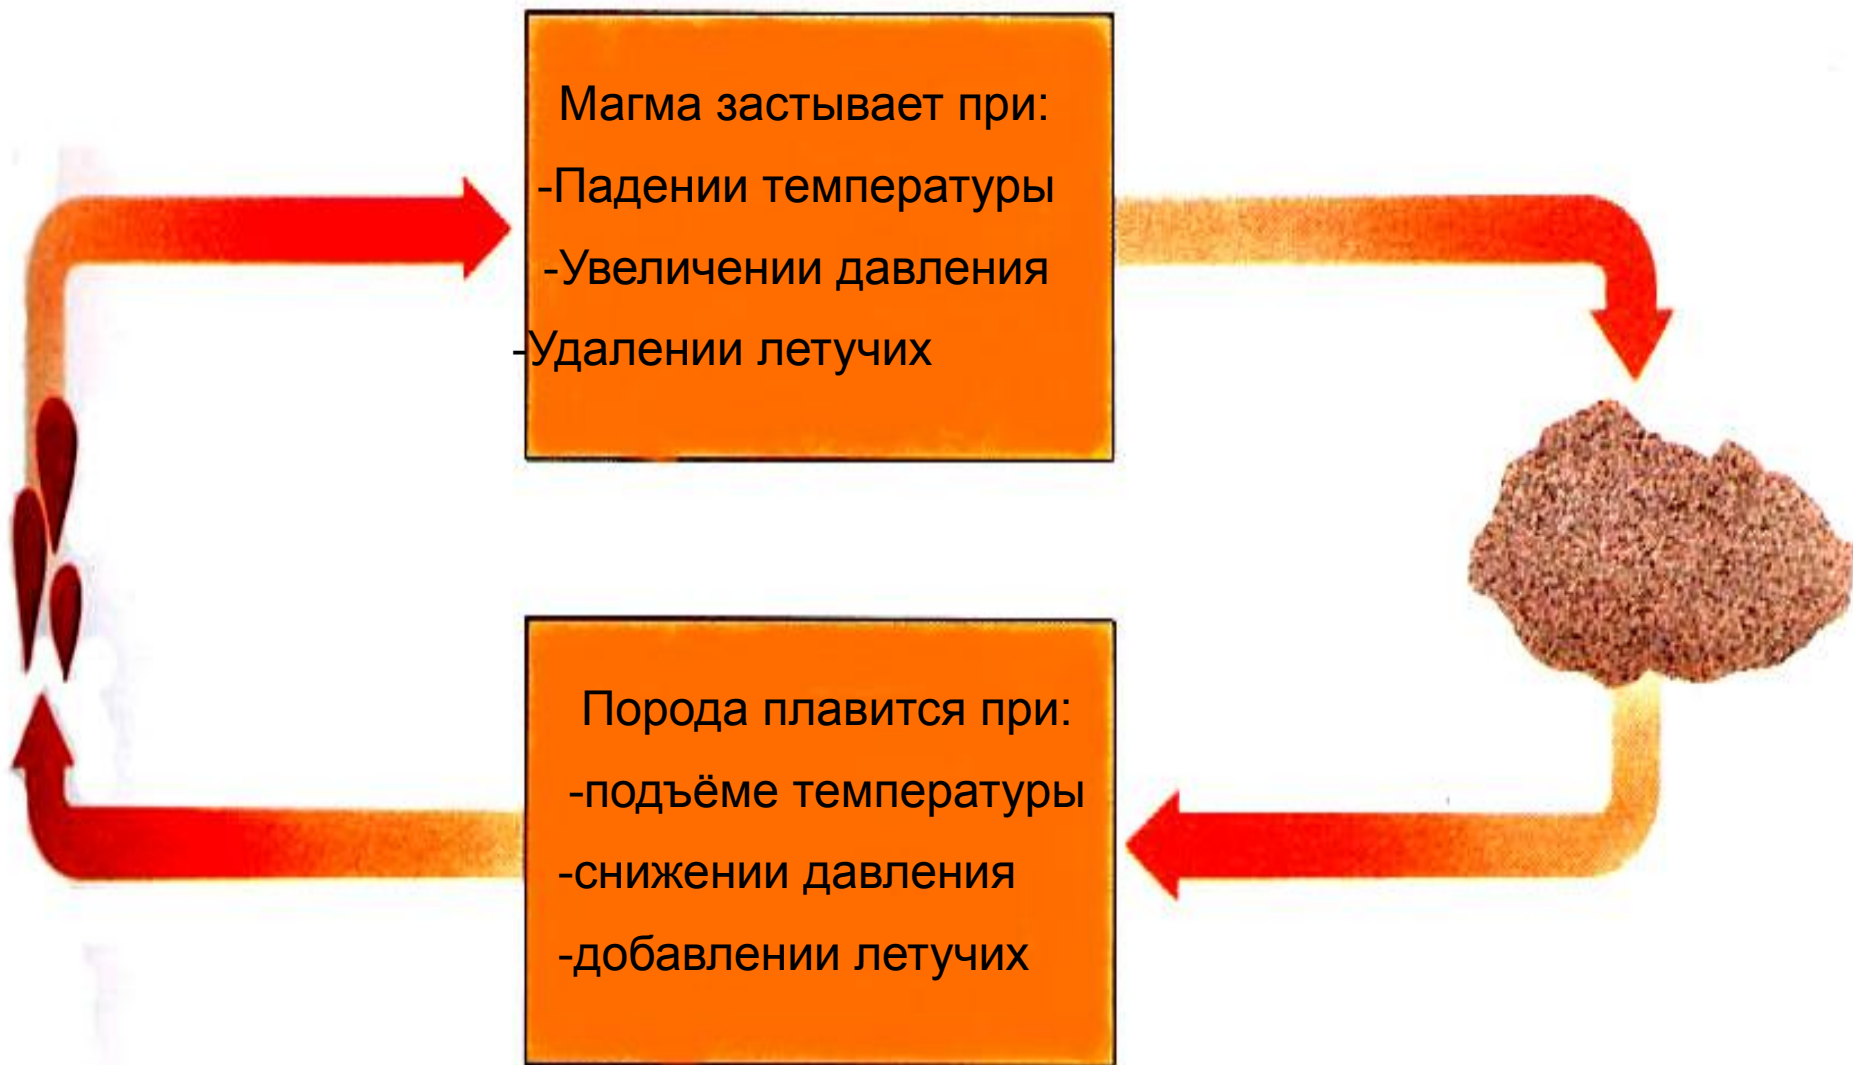 Магма застывает при:
-Падении температуры
-Увеличении давления
-Удалении летучих
Порода плавится при:
-подъёме температуры
-снижении давления
-добавлении летучих